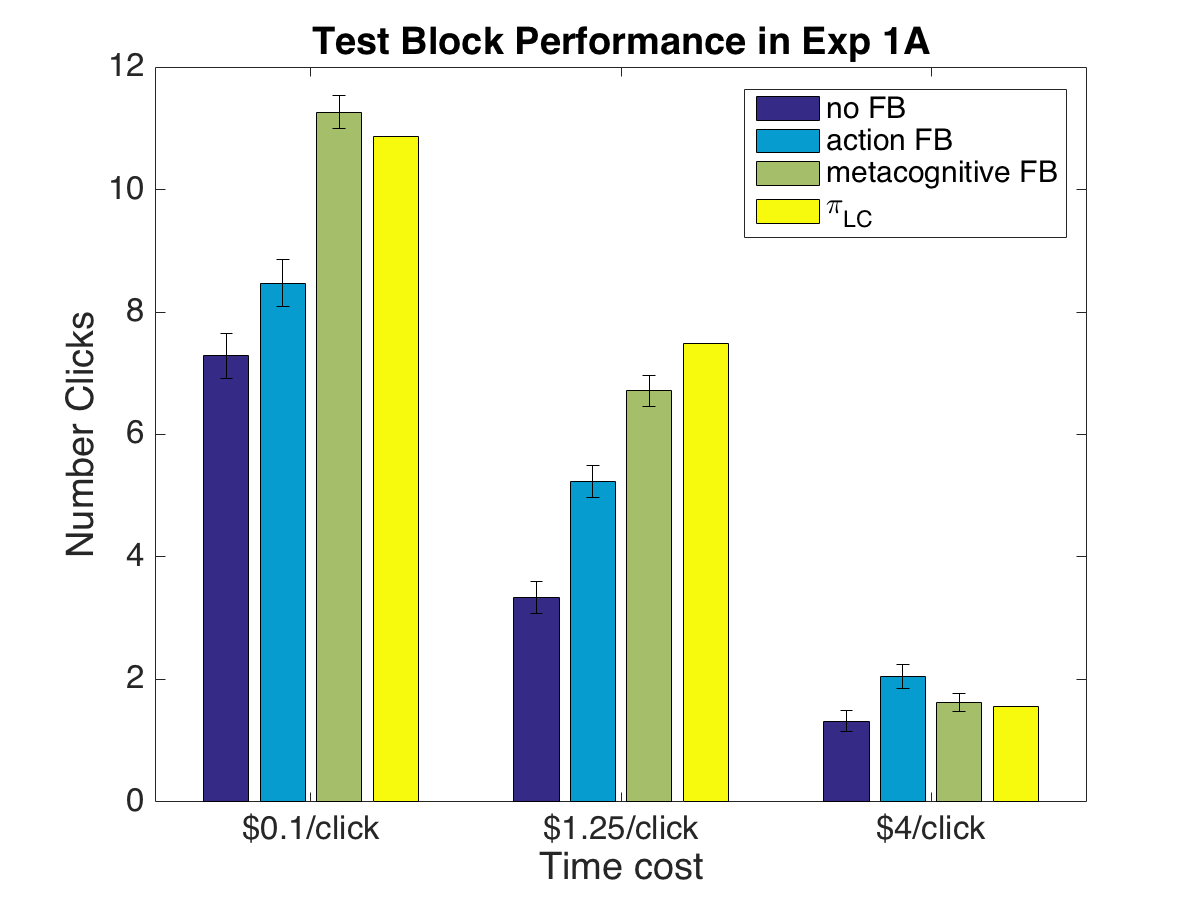 Test Block Performance in Exp 1A
12
10
8
6
4
2
0
Number Clicks
no FB
action FB
metacognitive FB
π_LC
$0.1/click
$1.25/click
$4/click
Time cost